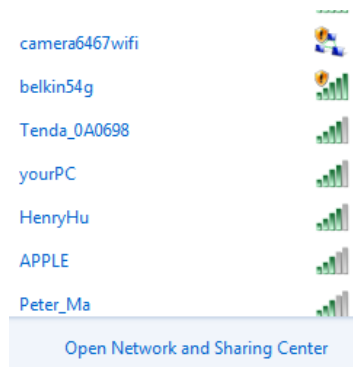 camera6467wifi
belkin54g
Tenda_0A0698
yourPC
HenryHu
APPLE
Peter_Ma
Open Network and Sharing Center